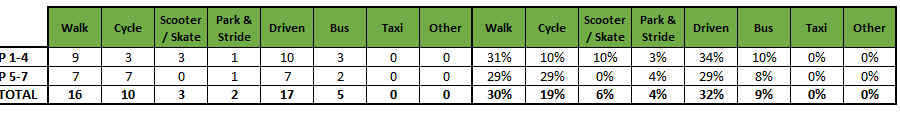 Walk Cycle Scooter / Skate Park & Stride Driven Bus Taxi Other Walk Cycle Scooter / Skate Park & Stride Driven Bus Taxi Other
P 1-4 9 3 3 1 10 3 0 0 31% 10% 10% 3% 34% 10% 0% 0%
P 5-7 7 7 0 1 7 2 0 0 29% 29% 0% 4% 29% 8% 0% 0%
TOTAL 16 10 3 2 17 5 0 0 30% 19% 6% 4% 32% 9% 0% 0%